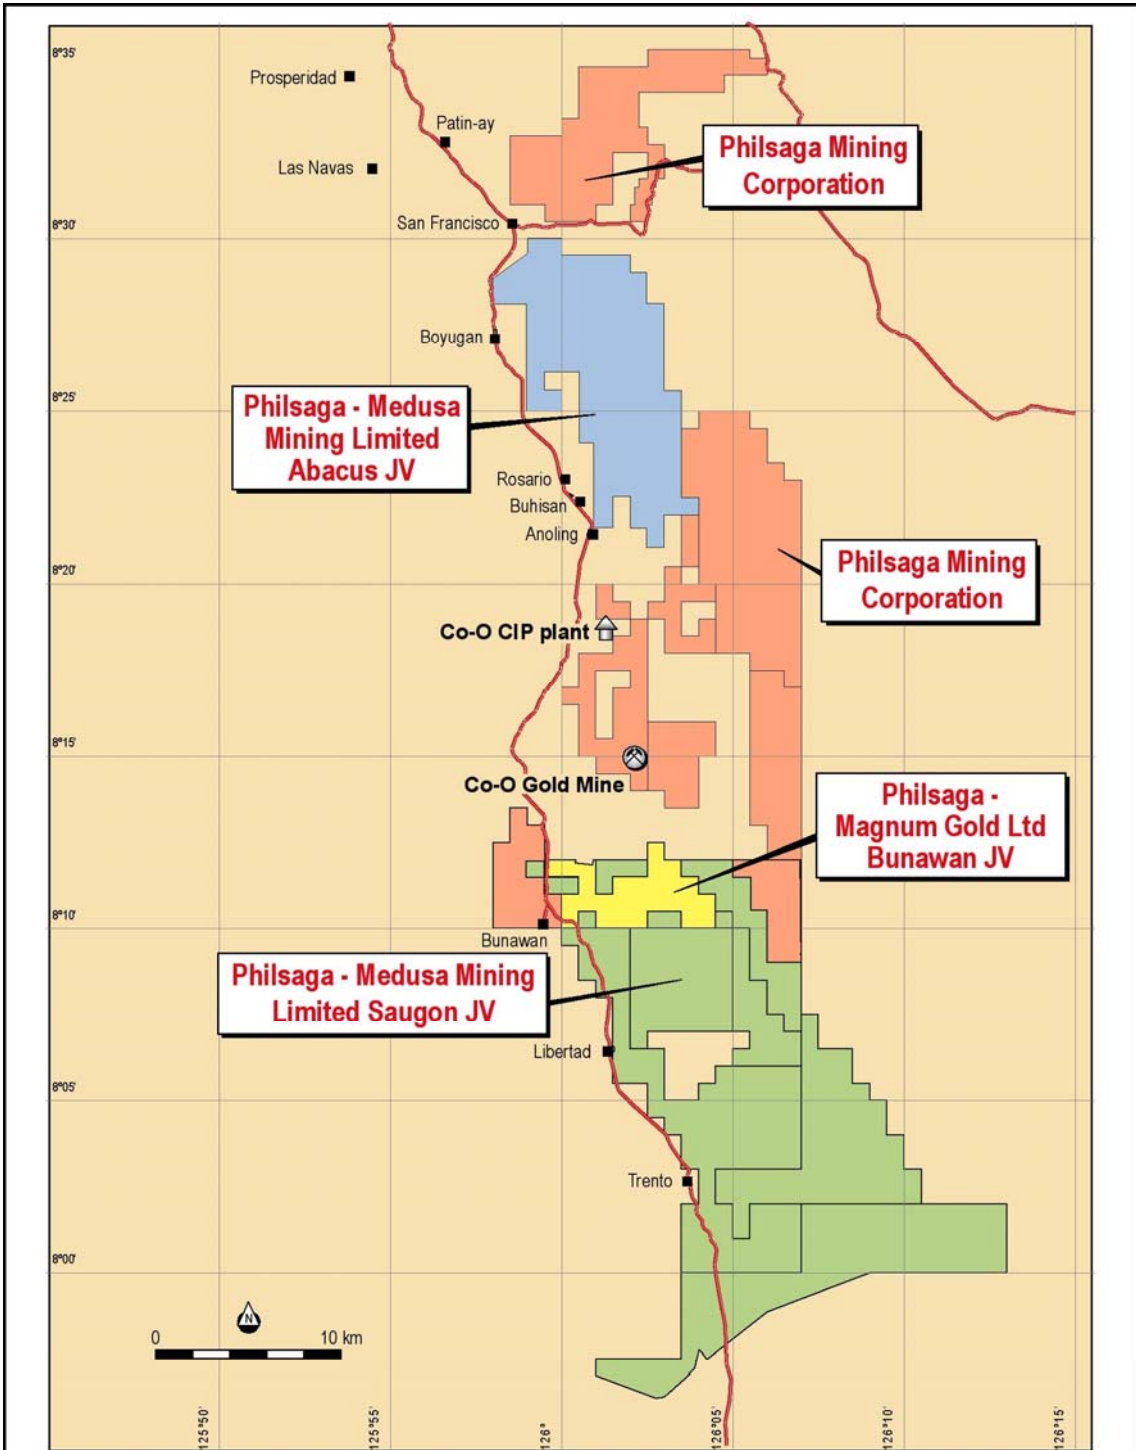 8°35'
Prosperidad
Patin-ay
Las Navas
Philsaga Mining
Corporation
8°30'
San Francisco
Boyugan
8°25'
Philsaga - Medusa
Mining Limited
Abacus JV
Rosario
Buhisan
Anoling
Philsaga Mining
Corporation
8°20'
Co-O CIP plant
8°15'
Co-O Gold Mine
Philsaga -
Magnum Gold Ltd
Bunawan JV
8°10'
Bunawan
Philsaga - Medusa Mining
Limited Saugon JV
Libertad
8°05'
Trento
8°00'
N
0 10 km
125°50' 125°55' 126° 126°05' 126°10' 126°15'